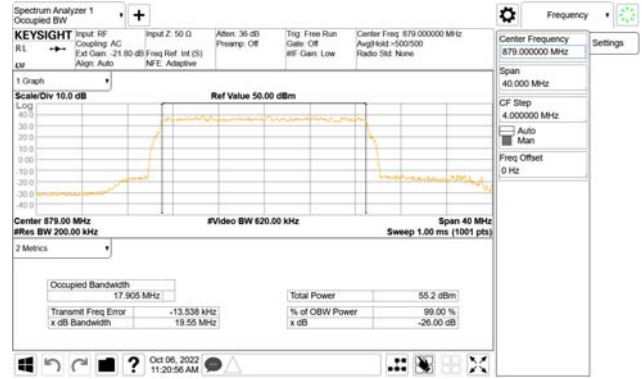 Spectrum Analyzer 1
Occupied BW
Frequency
KEYSIGHT
RL
LV
Input: RF
Coupling: AC
Ext Gain: -21.80 dB
Align: Auto
Input Z: 50 Ω
Freq Ref: Int (S)
NFE: Adaptive
Atten: 36 dB
Preamp: Off
Trig: Free Run
Gate: Off
#IF Gain: Low
Center Freq: 879.000000 MHz
Avg|Hold:>500/500
Radio Std: None
Center Frequency
879.000000 MHz
Settings
Span
40.000 MHz
CF Step
4.000000 MHz
Auto
Man
Freq Offset
0 Hz
1 Graph
Scale/Div 10.0 dB
Ref Value 50.00 dBm
Log
40.0
30.0
20.0
10.0
0.00
-10.0
-20.0
-30.0
-40.0
Center 879.00 MHz
#Video BW 620.00 kHz
Span 40 MHz
#Res BW 200.00 kHz
Sweep 1.00 ms (1001 pts)
2 Metrics
Occupied Bandwidth
17.905 MHz
Total Power 55.2 dBm
Transmit Freq Error -13.538 kHz
% of OBW Power 99.00 %
x dB Bandwidth 19.55 MHz
x dB -26.00 dB
Oct 06, 2022
11:20:56 AM